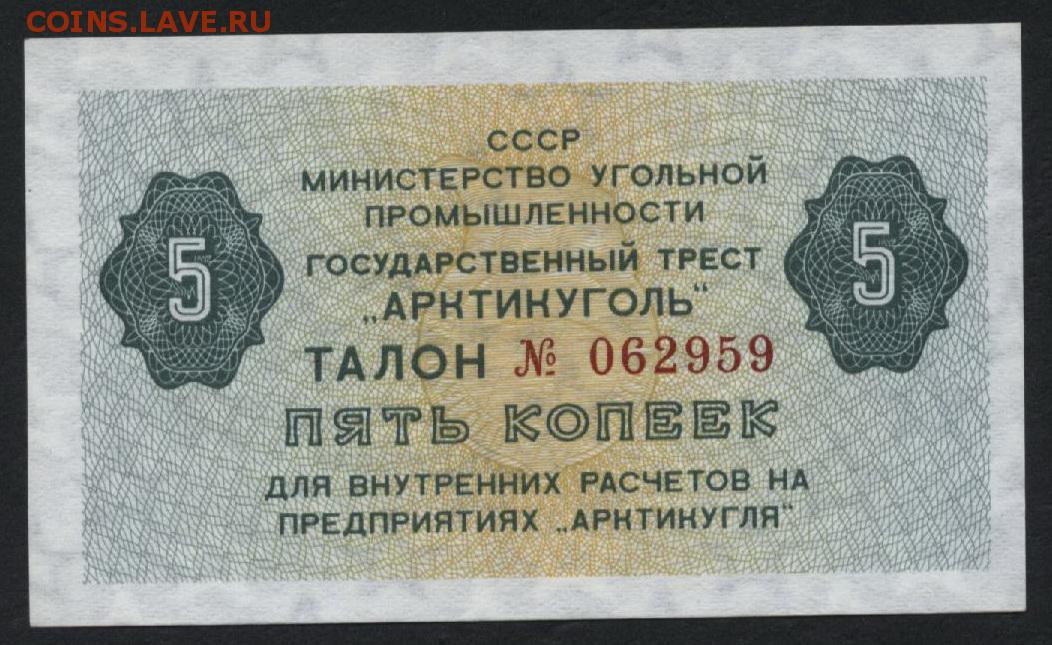 COINS.LAVE.RU
СССР
МИНИСТЕРСТВО УГОЛЬНОЙ
ПРОМЫШЛЕННОСТИ
ГОСУДАРСТВЕННЫЙ ТРЕСТ
„АРКТИКУГОЛЬ"
ТАЛОН № 062959
ПЯТЬ КОПЕЕК
ДЛЯ ВНУТРЕННИХ РАСЧЕТОВ НА
ПРЕДПРИЯТИЯХ „АРКТИКУГЛЯ"
5
5